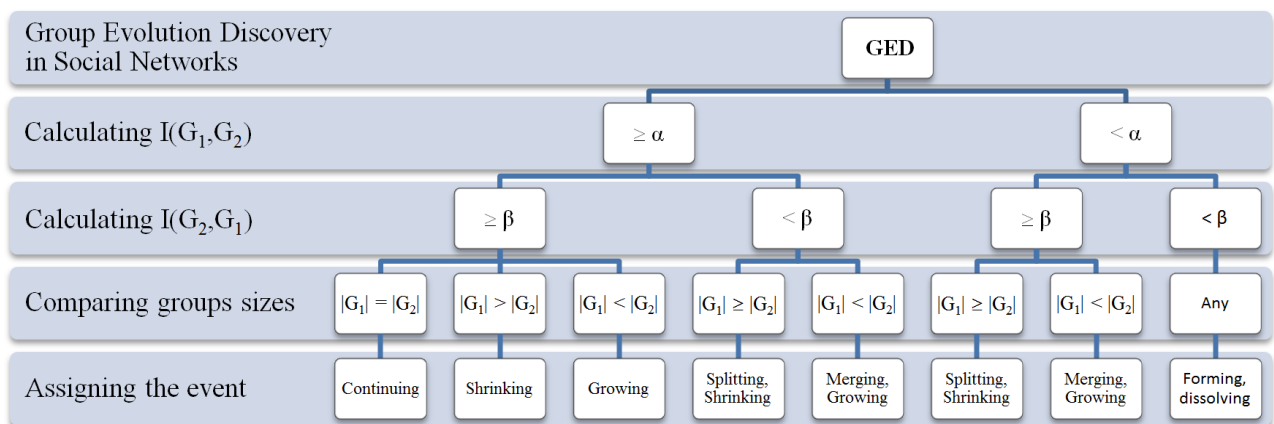 Group Evolution Discovery
in Social Networks
GED
Calculating I(G₁,G₂)
≥ α
< α
Calculating I(G₂,G₁)
≥ β
< β
≥ β
< β
Comparing groups sizes
|G₁| = |G₂|
|G₁| > |G₂|
|G₁| < |G₂|
|G₁| ≥ |G₂|
|G₁| < |G₂|
|G₁| ≥ |G₂|
|G₁| < |G₂|
Any
Assigning the event
Continuing
Shrinking
Growing
Splitting,
Shrinking
Merging,
Growing
Splitting,
Shrinking
Merging,
Growing
Forming,
dissolving